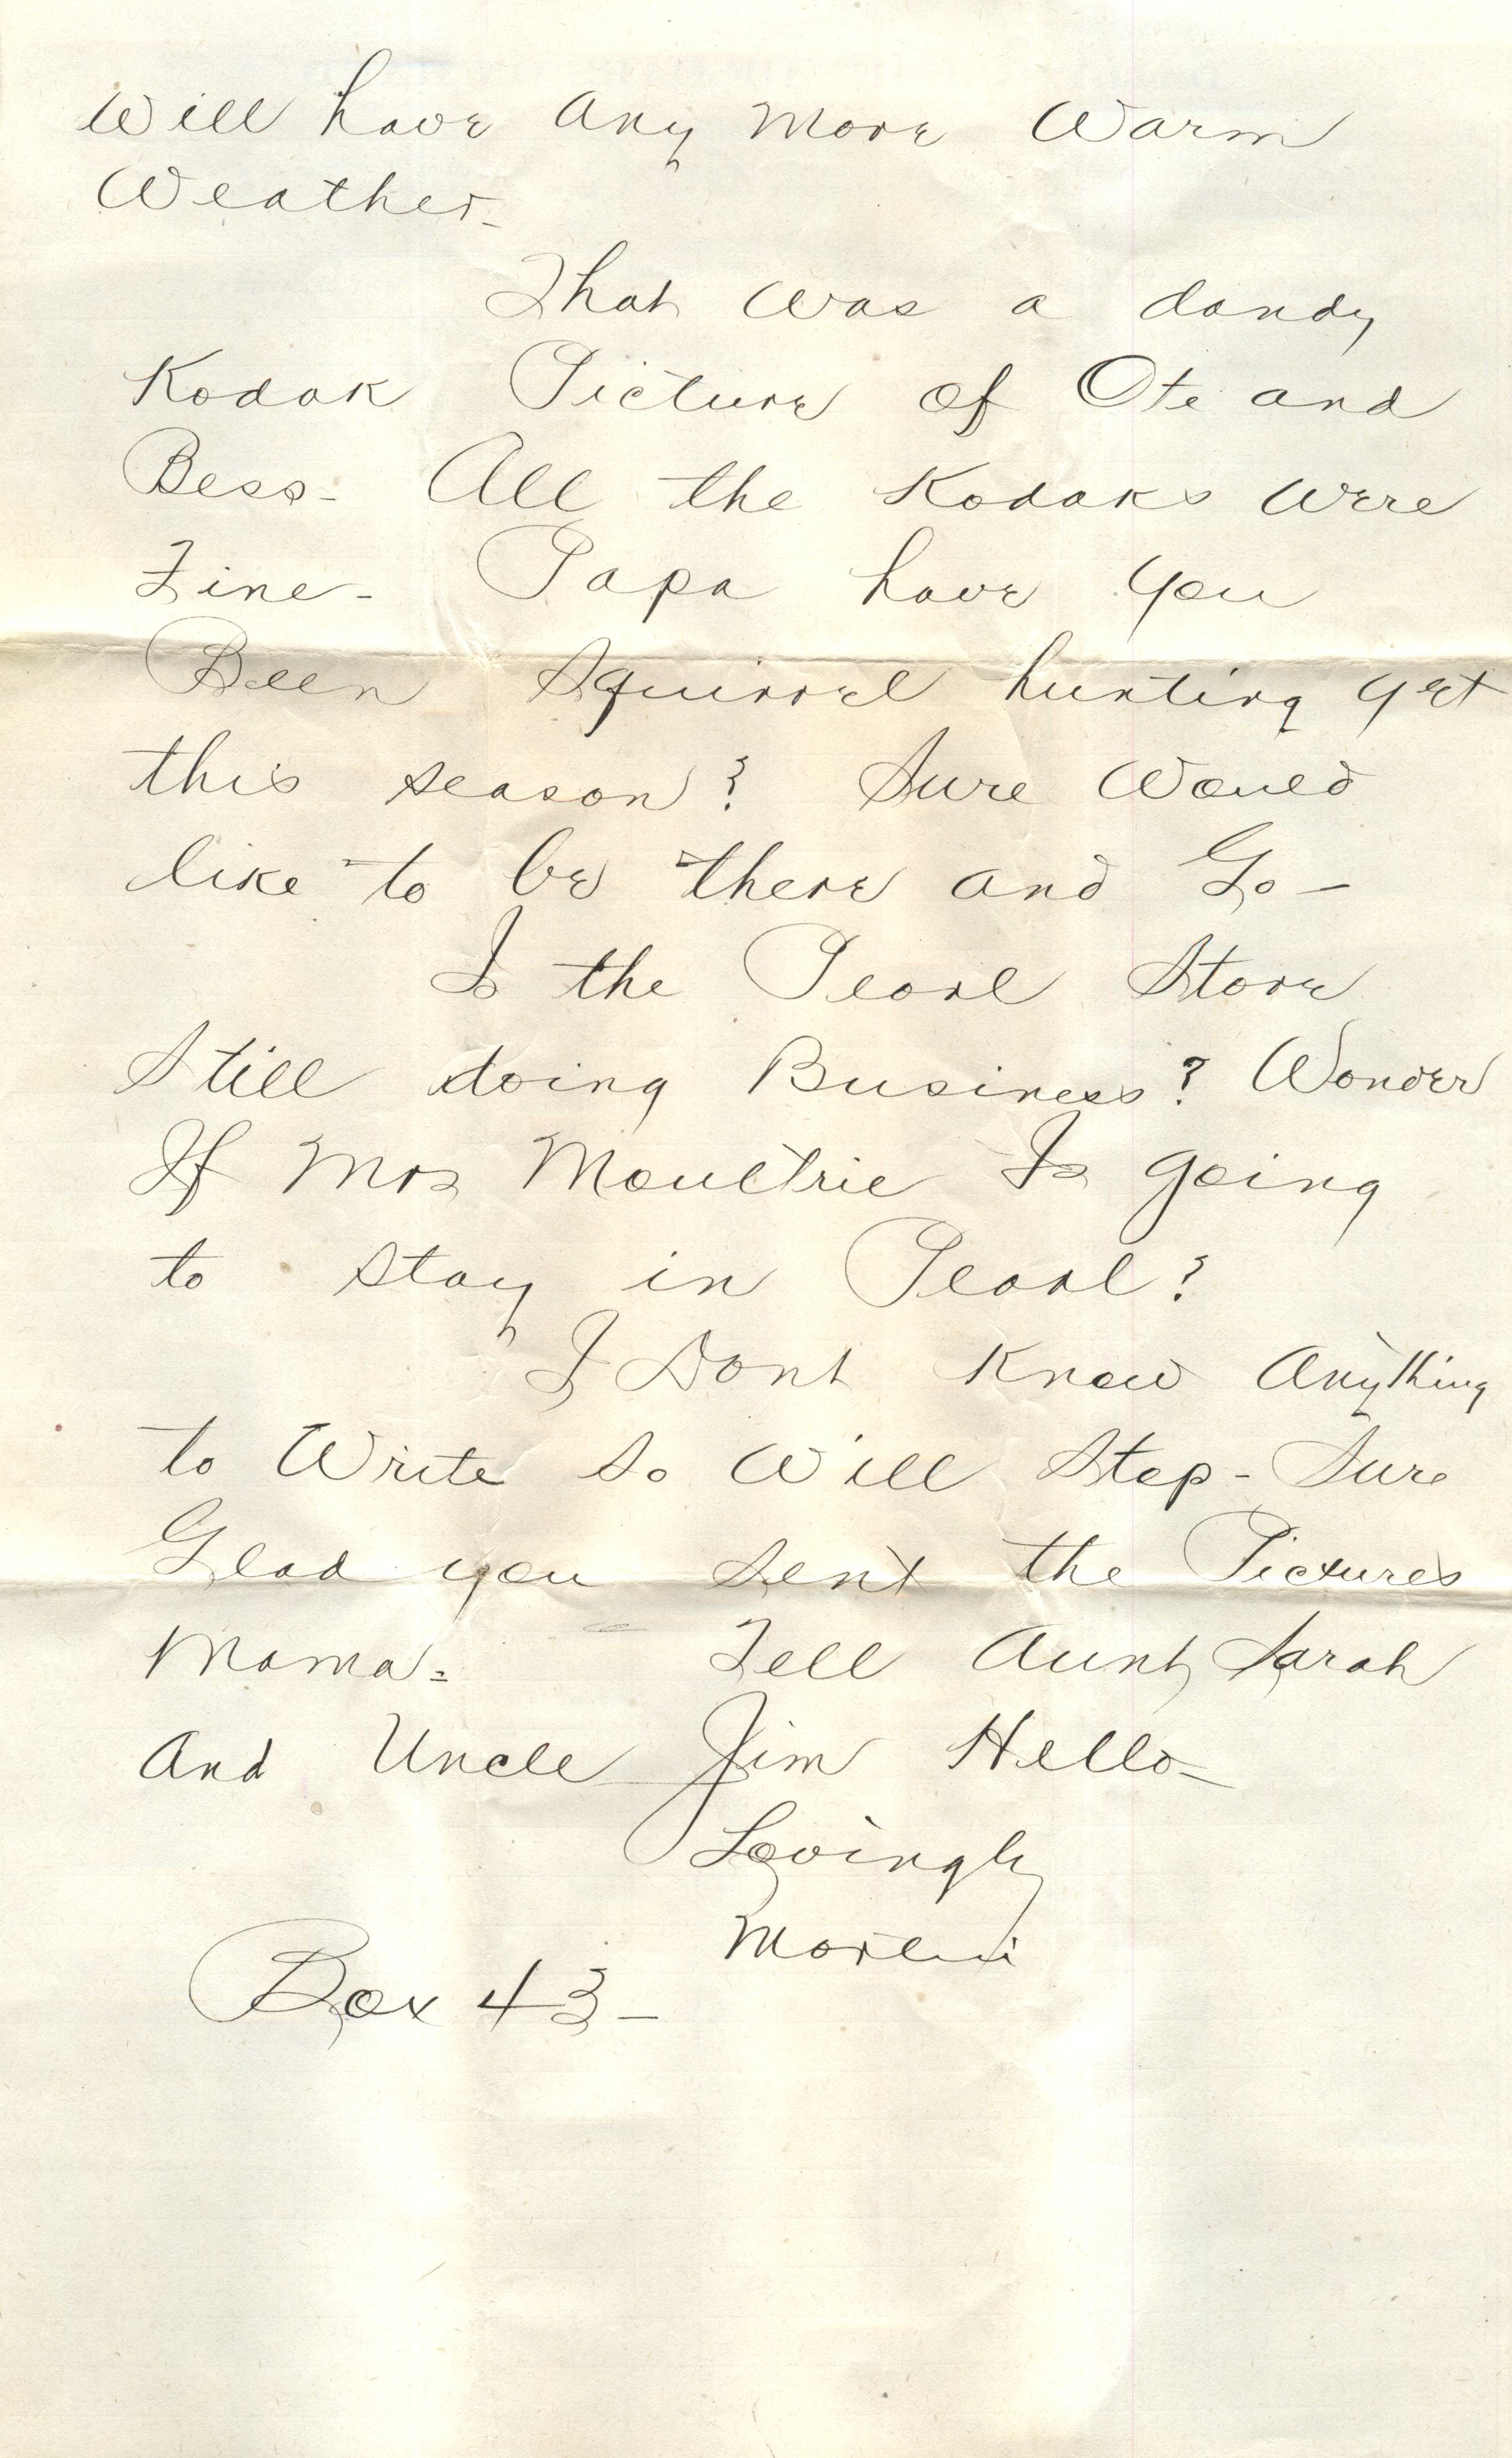 Will have any More Warm
Weather-
That was a dandy
Kodak Picture of Ote and
Bess- All the Kodaks were
Fine- Papa have you
Been Squirrel hunting yet
this season? Sure Would
like to be there and Go-
Is the Pearl Store
Still doing Business? Wonder
If Mrs Moultrie Is going
to stay in Pearl?
I Dont Know Anything
to Write So Will Stop- Sure
Glad you sent the Pictures
Mama- Tell Aunt Sarah
And Uncle Jim Hello-
Lovingly
Box 43-